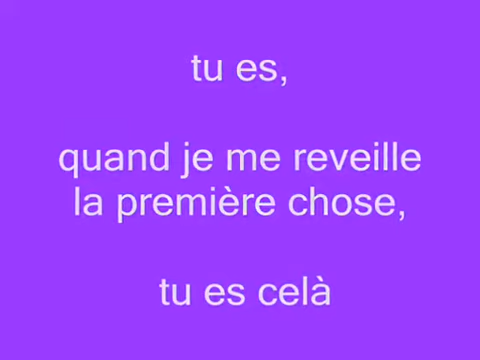 tu es,
quand je me reveille
la première chose,
tu es celà